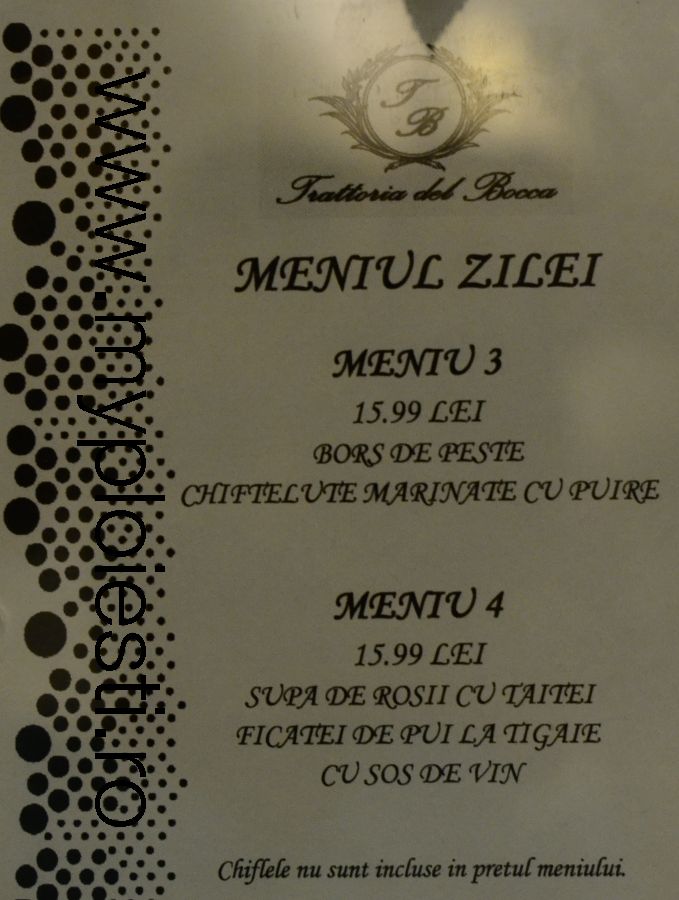 www.myploiesti.ro
T
B
Trattoria del Bocca
MENIUL ZILEI
MENIU 3
15.99 LEI
BORS DE PESTE
CHIFTELUTE MARINATE CU PUIRE
MENIU 4
15.99 LEI
SUPA DE ROSII CU TAITEI
FICATEI DE PUI LA TIGAIE
CU SOS DE VIN
Chiflele nu sunt incluse in pretul meniului.